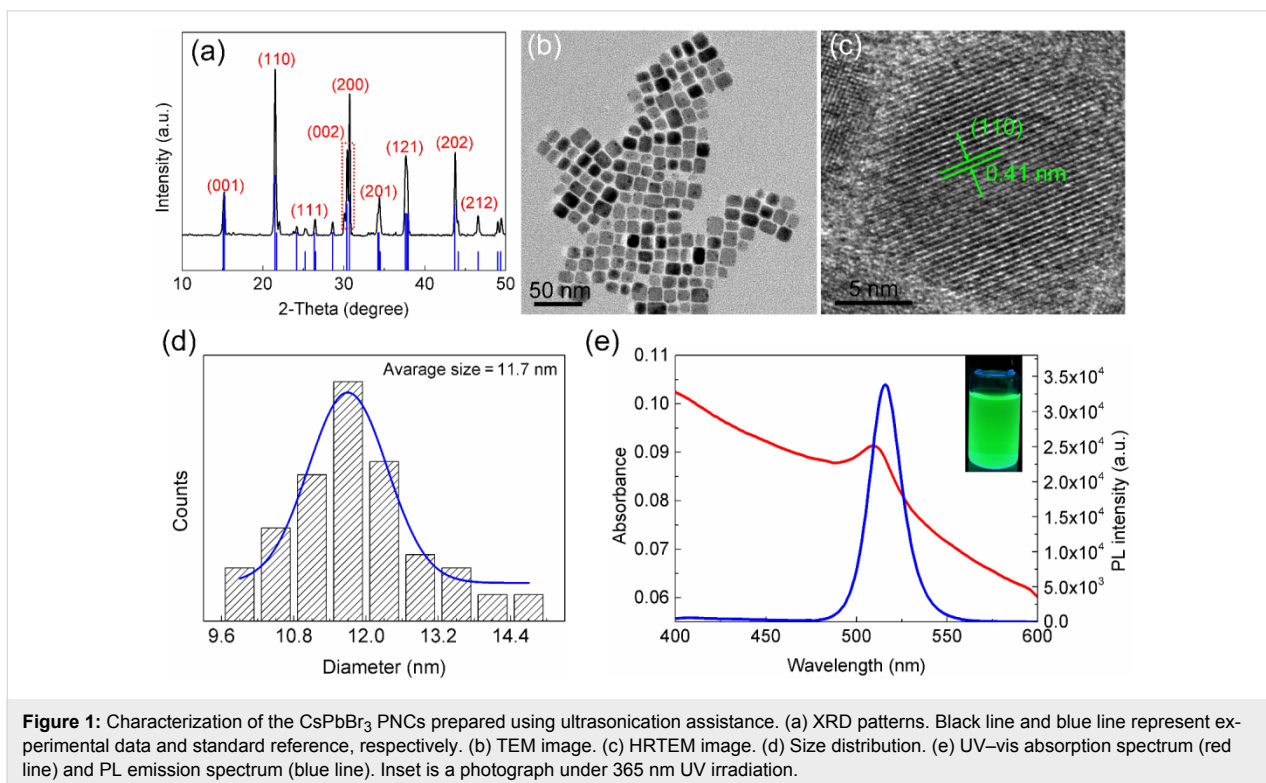 (a)
(110)
(200)
(002)
(121)
(202)
(001)
(201)
(111)
(212)
Intensity (a.u.)
10 20 30 40 50
2-Theta (degree)
(b)
50 nm
(c)
(110)
0.41 nm
5 nm
(d)
Avarage size = 11.7 nm
Counts
9.6 10.8 12.0 13.2 14.4
Diameter (nm)
(e)
0.11
0.10
0.09
0.08
0.07
0.06
Absorbance
3.5x10⁴
3.0x10⁴
2.5x10⁴
2.0x10⁴
1.5x10⁴
1.0x10⁴
5.0x10³
0.0
PL intensity (a.u.)
400 450 500 550 600
Wavelength (nm)
Figure 1: Characterization of the CsPbBr₃ PNCs prepared using ultrasonication assistance. (a) XRD patterns. Black line and blue line represent ex-
perimental data and standard reference, respectively. (b) TEM image. (c) HRTEM image. (d) Size distribution. (e) UV–vis absorption spectrum (red
line) and PL emission spectrum (blue line). Inset is a photograph under 365 nm UV irradiation.